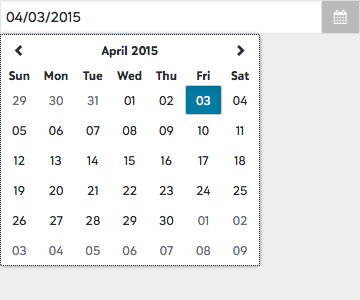 04/03/2015
April 2015
Sun Mon Tue Wed Thu Fri Sat
29 30 31 01 02 03 04
05 06 07 08 09 10 11
12 13 14 15 16 17 18
19 20 21 22 23 24 25
26 27 28 29 30 01 02
03 04 05 06 07 08 09